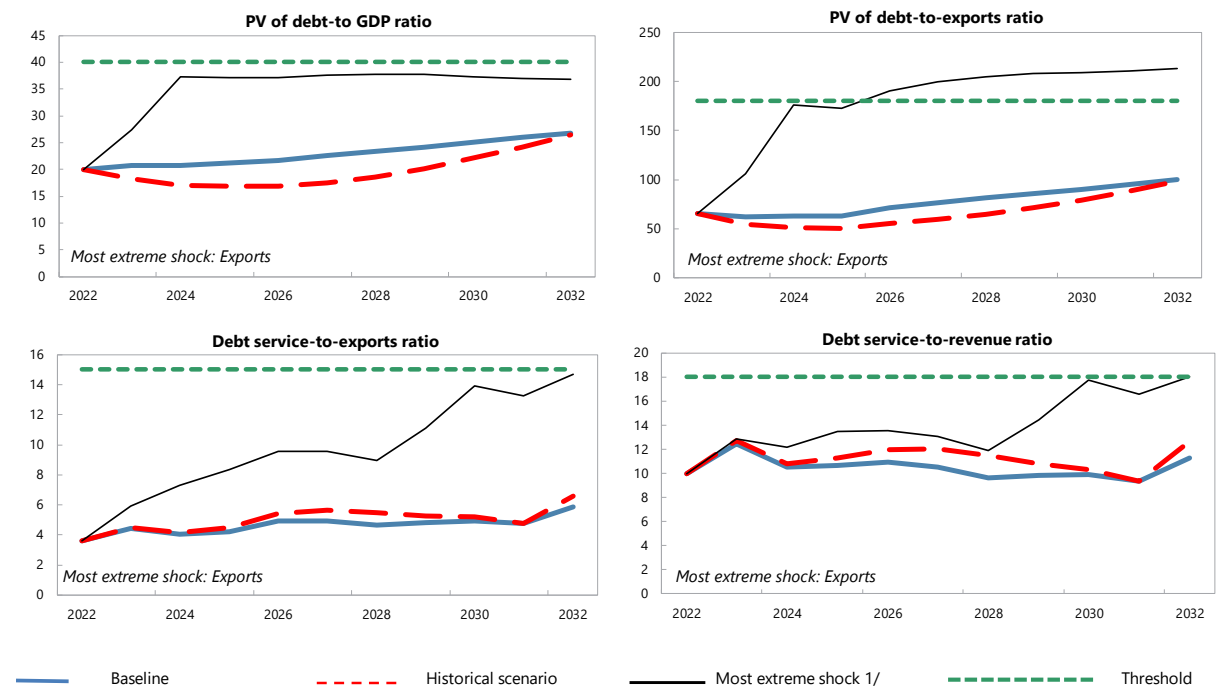 PV of debt-to GDP ratio
45
40
35
30
25
20
15
10
5
0
Most extreme shock: Exports
2022 2024 2026 2028 2030 2032
PV of debt-to-exports ratio
250
200
150
100
50
0
Most extreme shock: Exports
2022 2024 2026 2028 2030 2032
Debt service-to-exports ratio
16
14
12
10
8
6
4
2
0
Most extreme shock: Exports
2022 2024 2026 2028 2030 2032
Debt service-to-revenue ratio
20
18
16
14
12
10
8
6
4
2
0
Most extreme shock: Exports
2022 2024 2026 2028 2030 2032
Baseline Historical scenario Most extreme shock 1/ Threshold